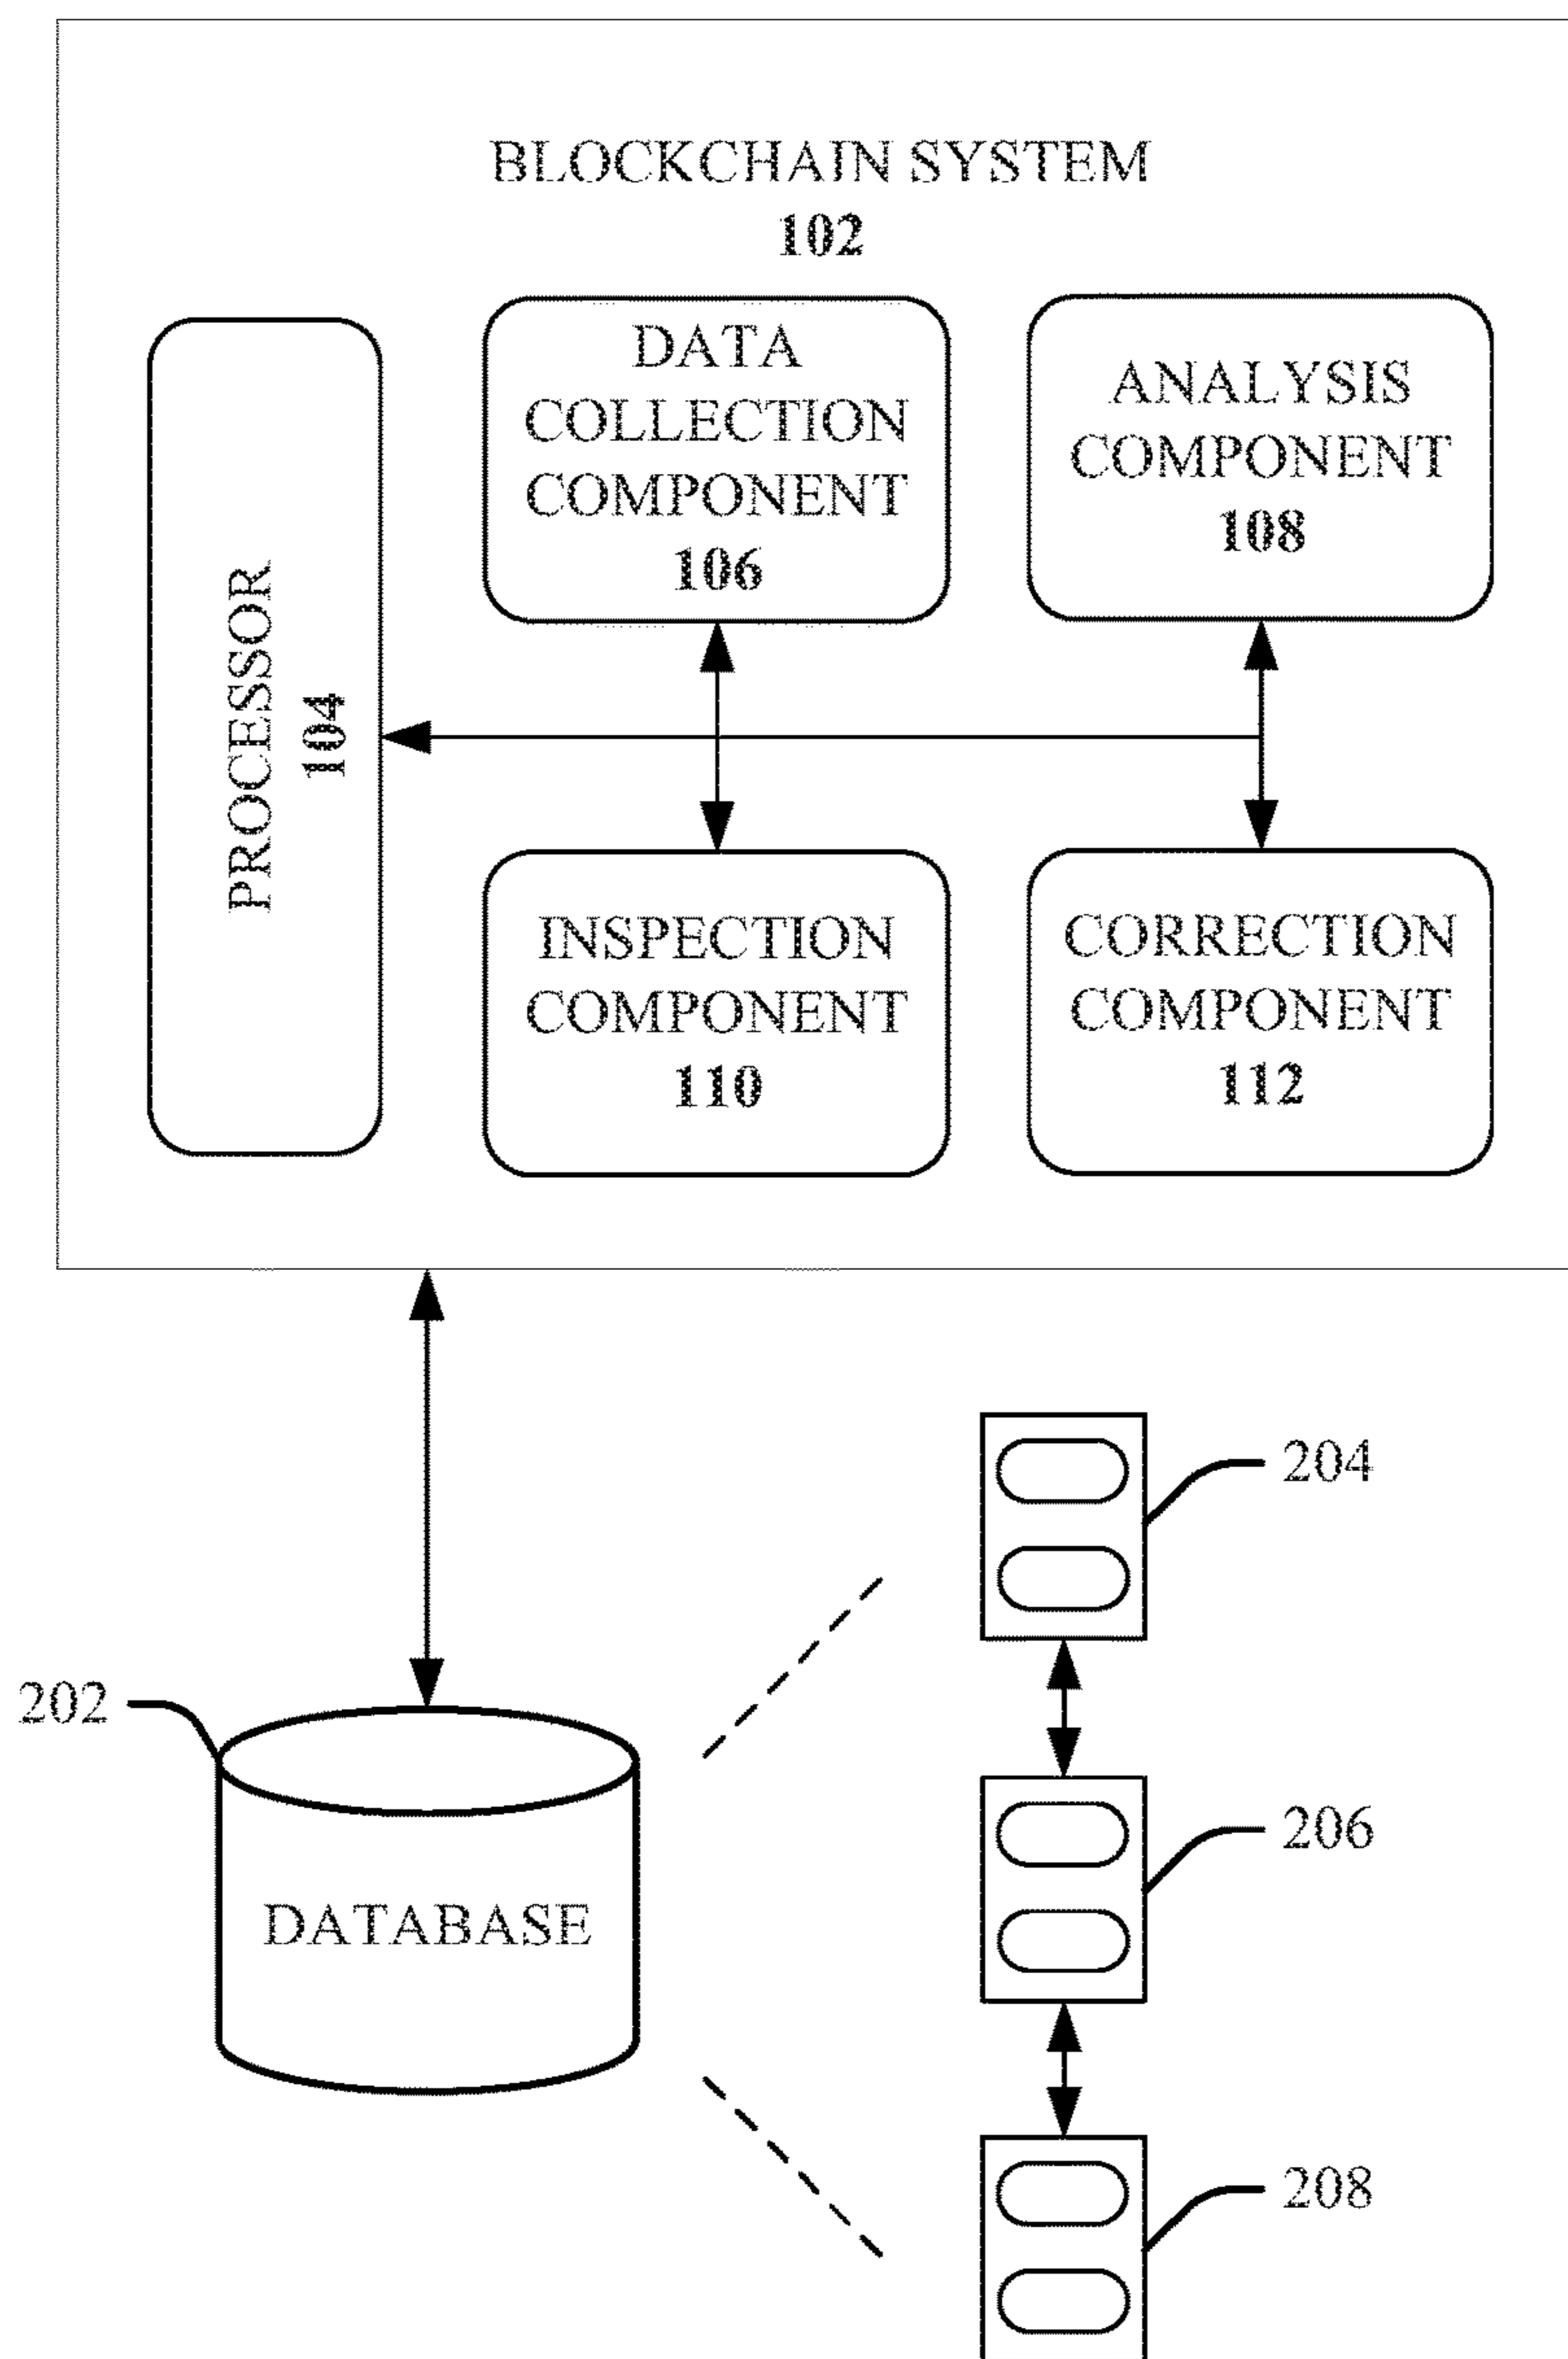 BLOCKCHAIN SYSTEM
102
PROCESSOR
104
DATA
COLLECTION
COMPONENT
106
ANALYSIS
COMPONENT
108
INSPECTION
COMPONENT
110
CORRECTION
COMPONENT
112
204
202
206
DATABASE
208